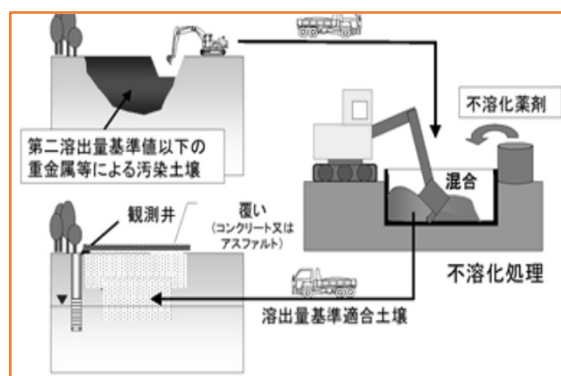 第二溶出量基準値以下の
重金属等による汚染土壌
不溶化薬剤
混合
不溶化処理
観測井
覆い
(コンクリート又は
アスファルト)
溶出量基準適合土壌